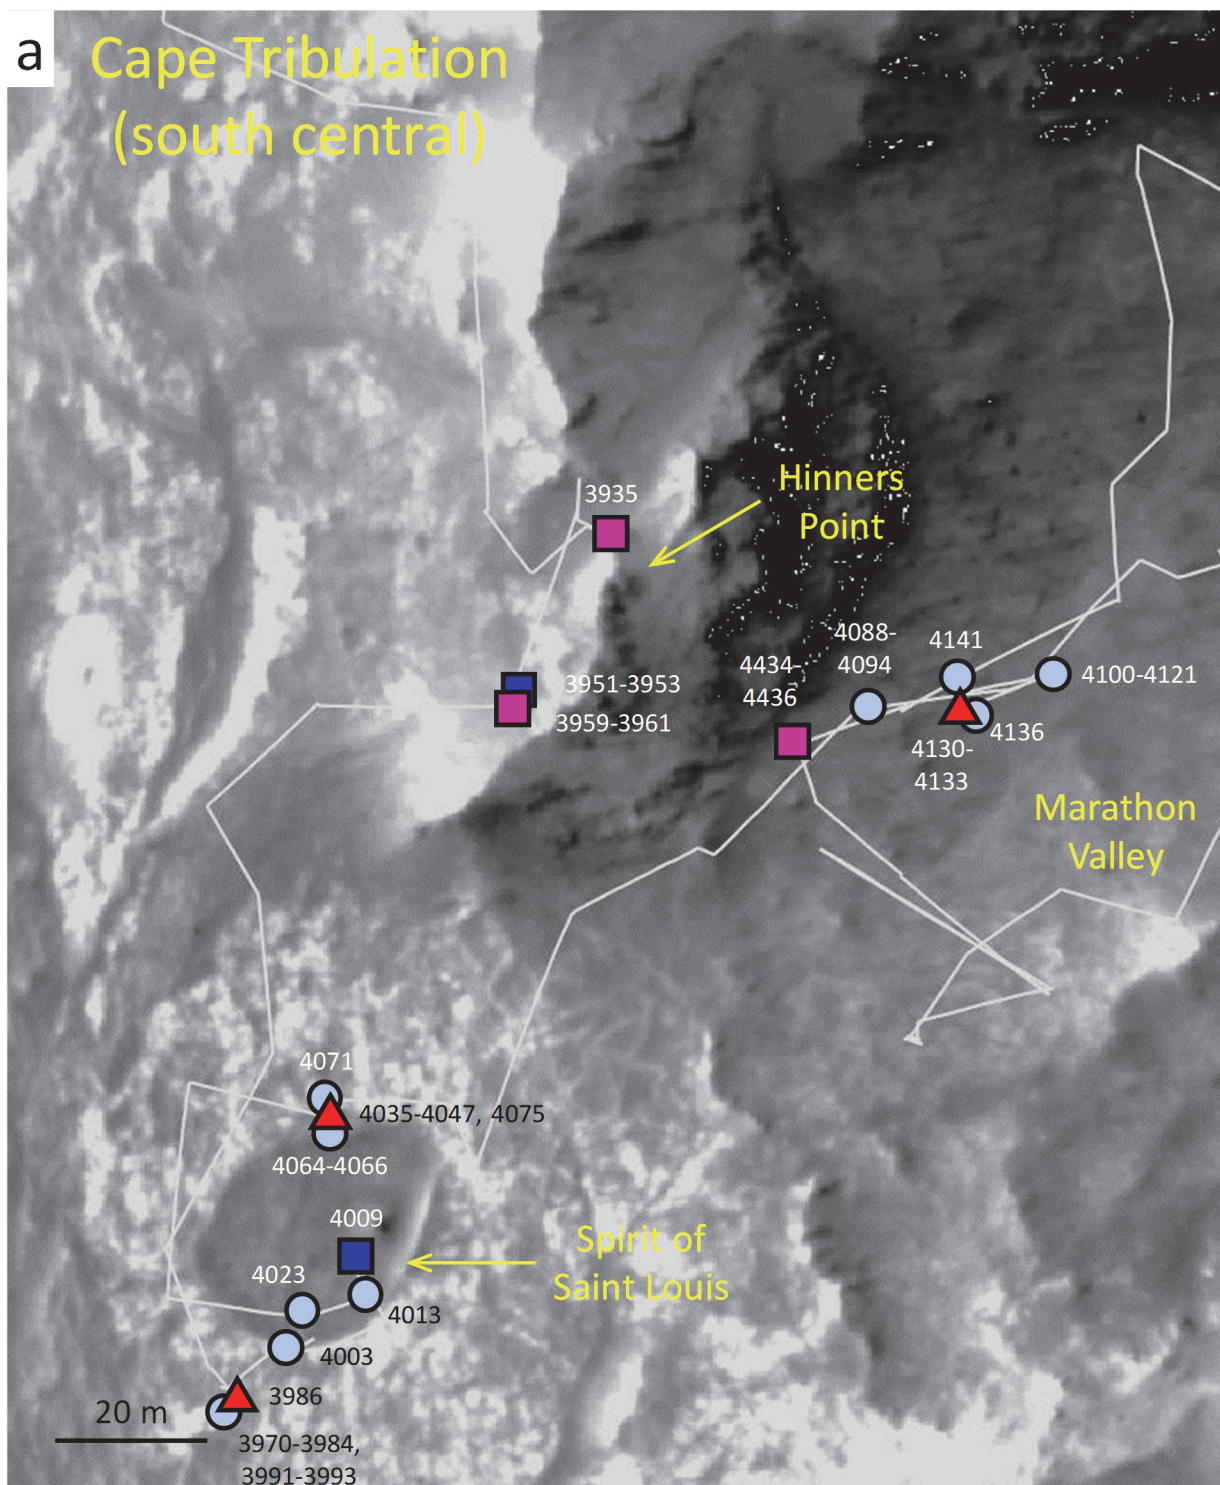 a
Cape Tribulation
(south central)
Hinners
Point
3935
4088-
4094
4141
4434-
4436
4100-4121
3951-3953
3959-3961
4136
4130-
4133
Marathon
Valley
4071
4035-4047, 4075
4064-4066
4009
Spirit of
Saint Louis
4023
4013
4003
3986
20 m
3970-3984,
3991-3993